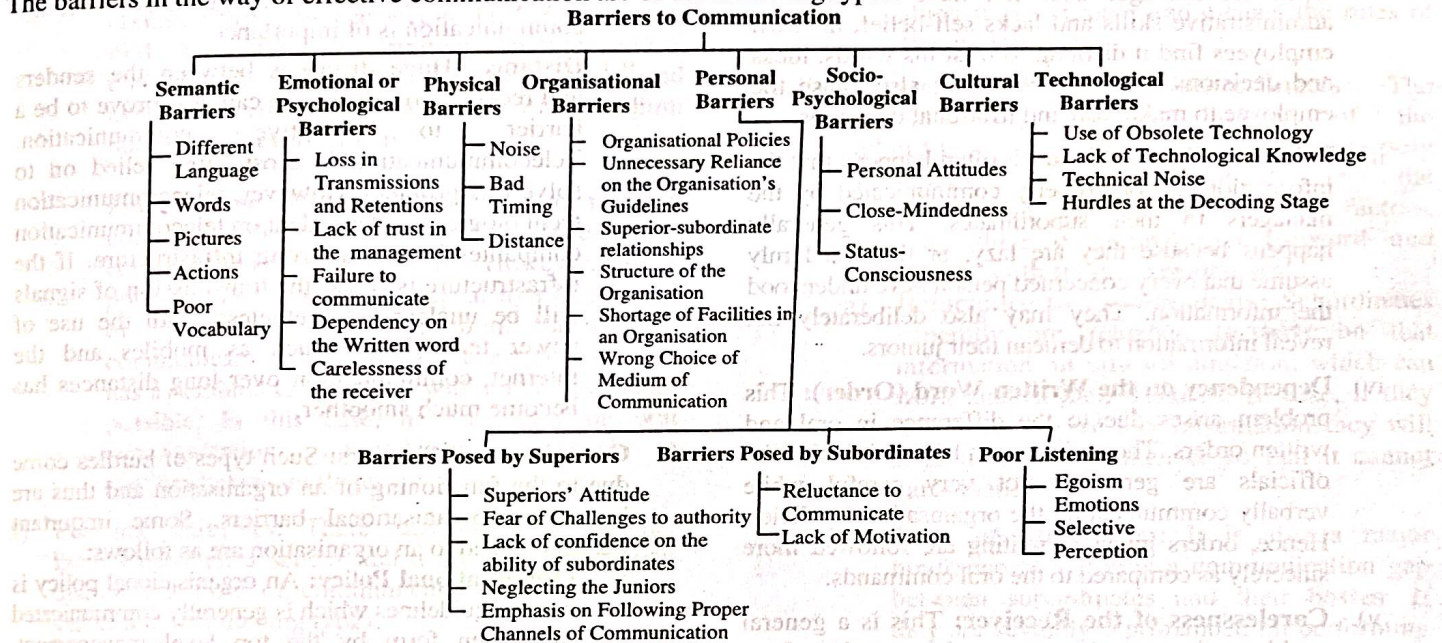 The barriers in the way of effective communication
Barriers to Communication
Semantic
Barriers
Different
Language
Words
Pictures
Actions
Poor
Vocabulary
Emotional or
Psychological
Barriers
Loss in
Transmissions
and Retentions
Lack of trust in
the management
Failure to
communicate
Dependency on
the Written word
Carelessness of
the receiver
Physical
Barriers
Noise
Bad
Timing
Distance
Organisational
Barriers
Organisational Policies
Unnecessary Reliance
on the Organisation's
Guidelines
Superior-subordinate
relationships
Structure of the
Organisation
Shortage of Facilities in
an Organisation
Wrong Choice of
Medium of
Communication
Personal
Barriers
Socio-
Psychological
Barriers
Personal Attitudes
Close-Mindedness
Status-
Consciousness
Cultural
Barriers
Technological
Barriers
Use of Obsolete Technology
Lack of Technological Knowledge
Technical Noise
Hurdles at the Decoding Stage
Barriers Posed by Superiors
Superiors' Attitude
Fear of Challenges to authority
Lack of confidence on the
ability of subordinates
Neglecting the Juniors
Emphasis on Following Proper
Channels of Communication
Barriers Posed by Subordinates
Reluctance to
Communicate
Lack of Motivation
Poor Listening
Egoism
Emotions
Selective
Perception